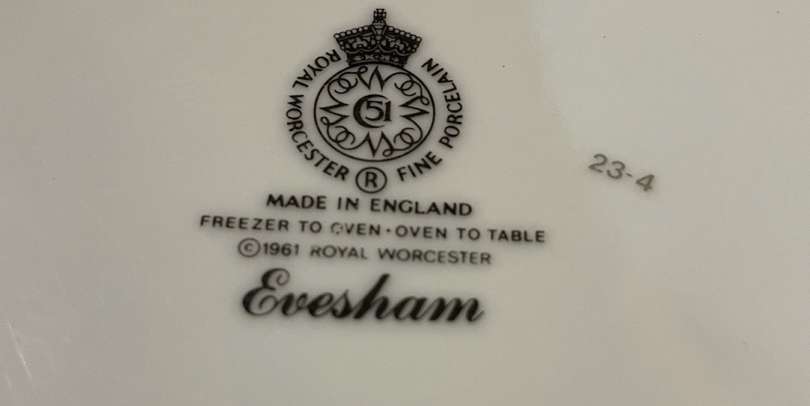 ROYAL WORCESTER FINE PORCELAIN
C51
R
MADE IN ENGLAND
FREEZER TO OVEN • OVEN TO TABLE
©1961 ROYAL WORCESTER
Evesham
23-4